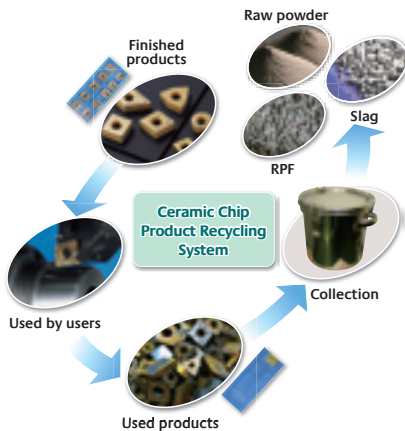 Finished
products
Raw powder
Slag
RPF
Ceramic Chip
Product Recycling
System
Collection
Used by users
Used products